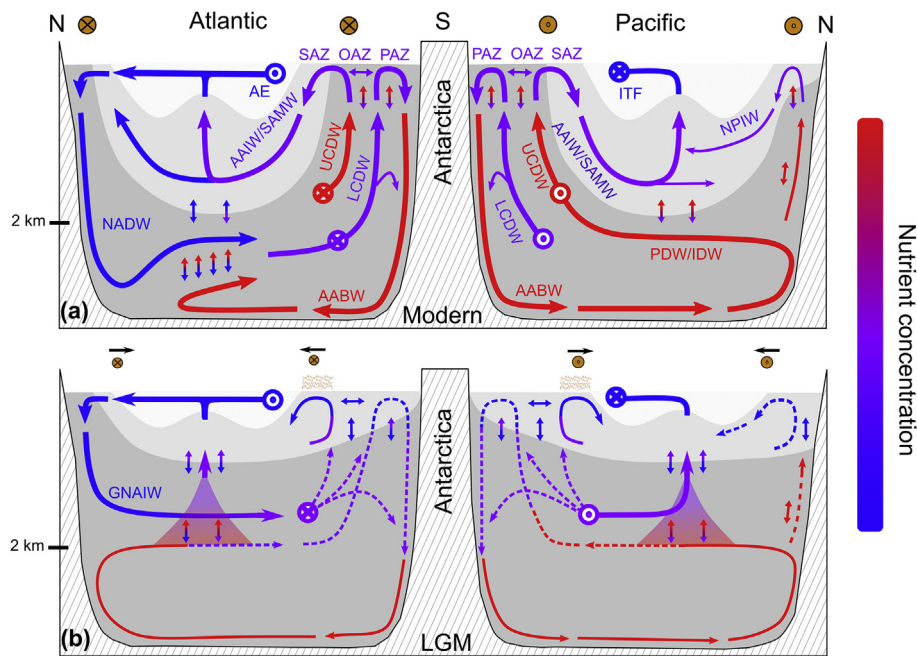 N Atlantic S Pacific N
SAZ OAZ PAZ PAZ OAZ SAZ
AE ITF
AAIW/SAMW UCDW LCDW
Antarctica
LCDW UCDW AAIW/SAMW NPIW
2 km
NADW
PDW/IDW
AABW AABW
(a) Modern
Nutrient concentration
Antarctica
GNAIW
2 km
(b) LGM